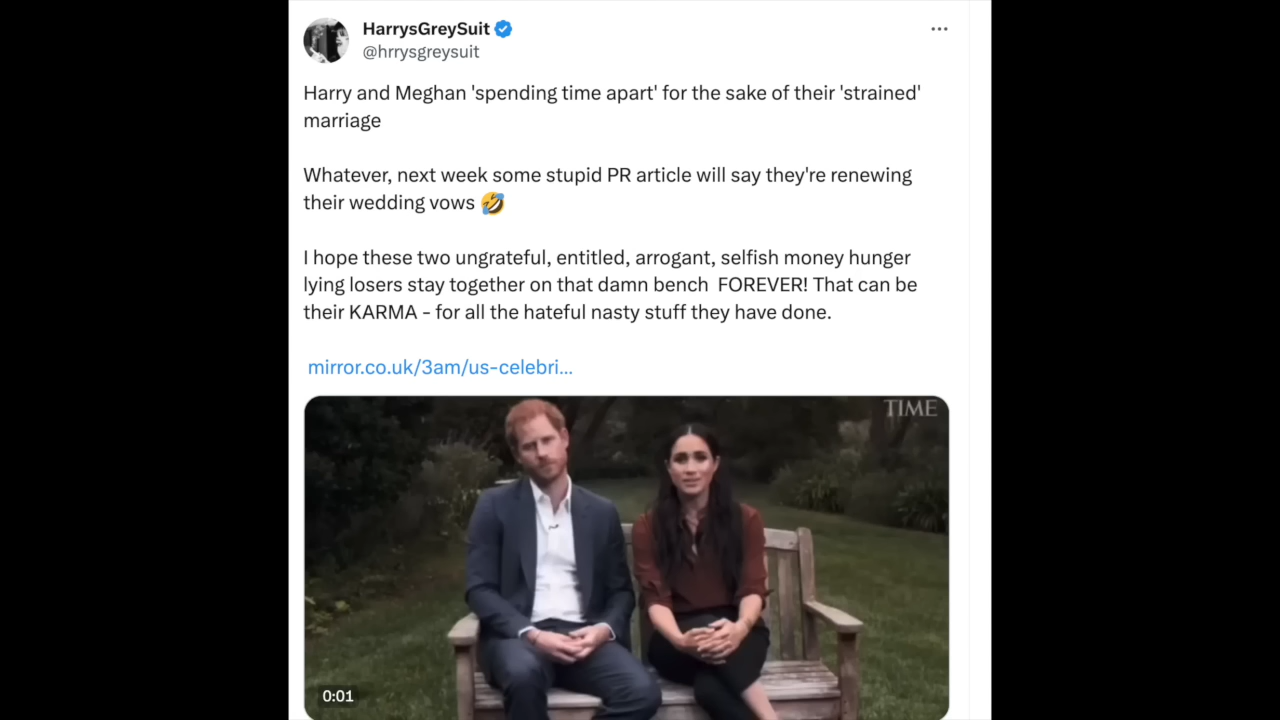 HarrysGreySuit
@hrrysgreysuit
Harry and Meghan 'spending time apart' for the sake of their 'strained'
marriage
Whatever, next week some stupid PR article will say they're renewing
their wedding vows 🤣
I hope these two ungrateful, entitled, arrogant, selfish money hunger
lying losers stay together on that damn bench  FOREVER! That can be
their KARMA - for all the hateful nasty stuff they have done.
mirror.co.uk/3am/us-celebri...
TIME
0:01